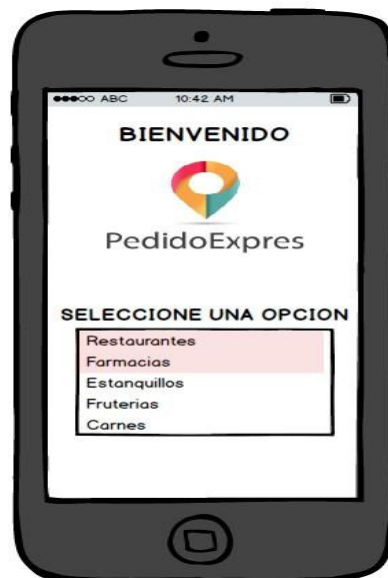 ABC 10:42 AM
BIENVENIDO
PedidoExpres
SELECCIONE UNA OPCION
Restaurantes
Farmacias
Estanquillos
Fruterias
Carnes